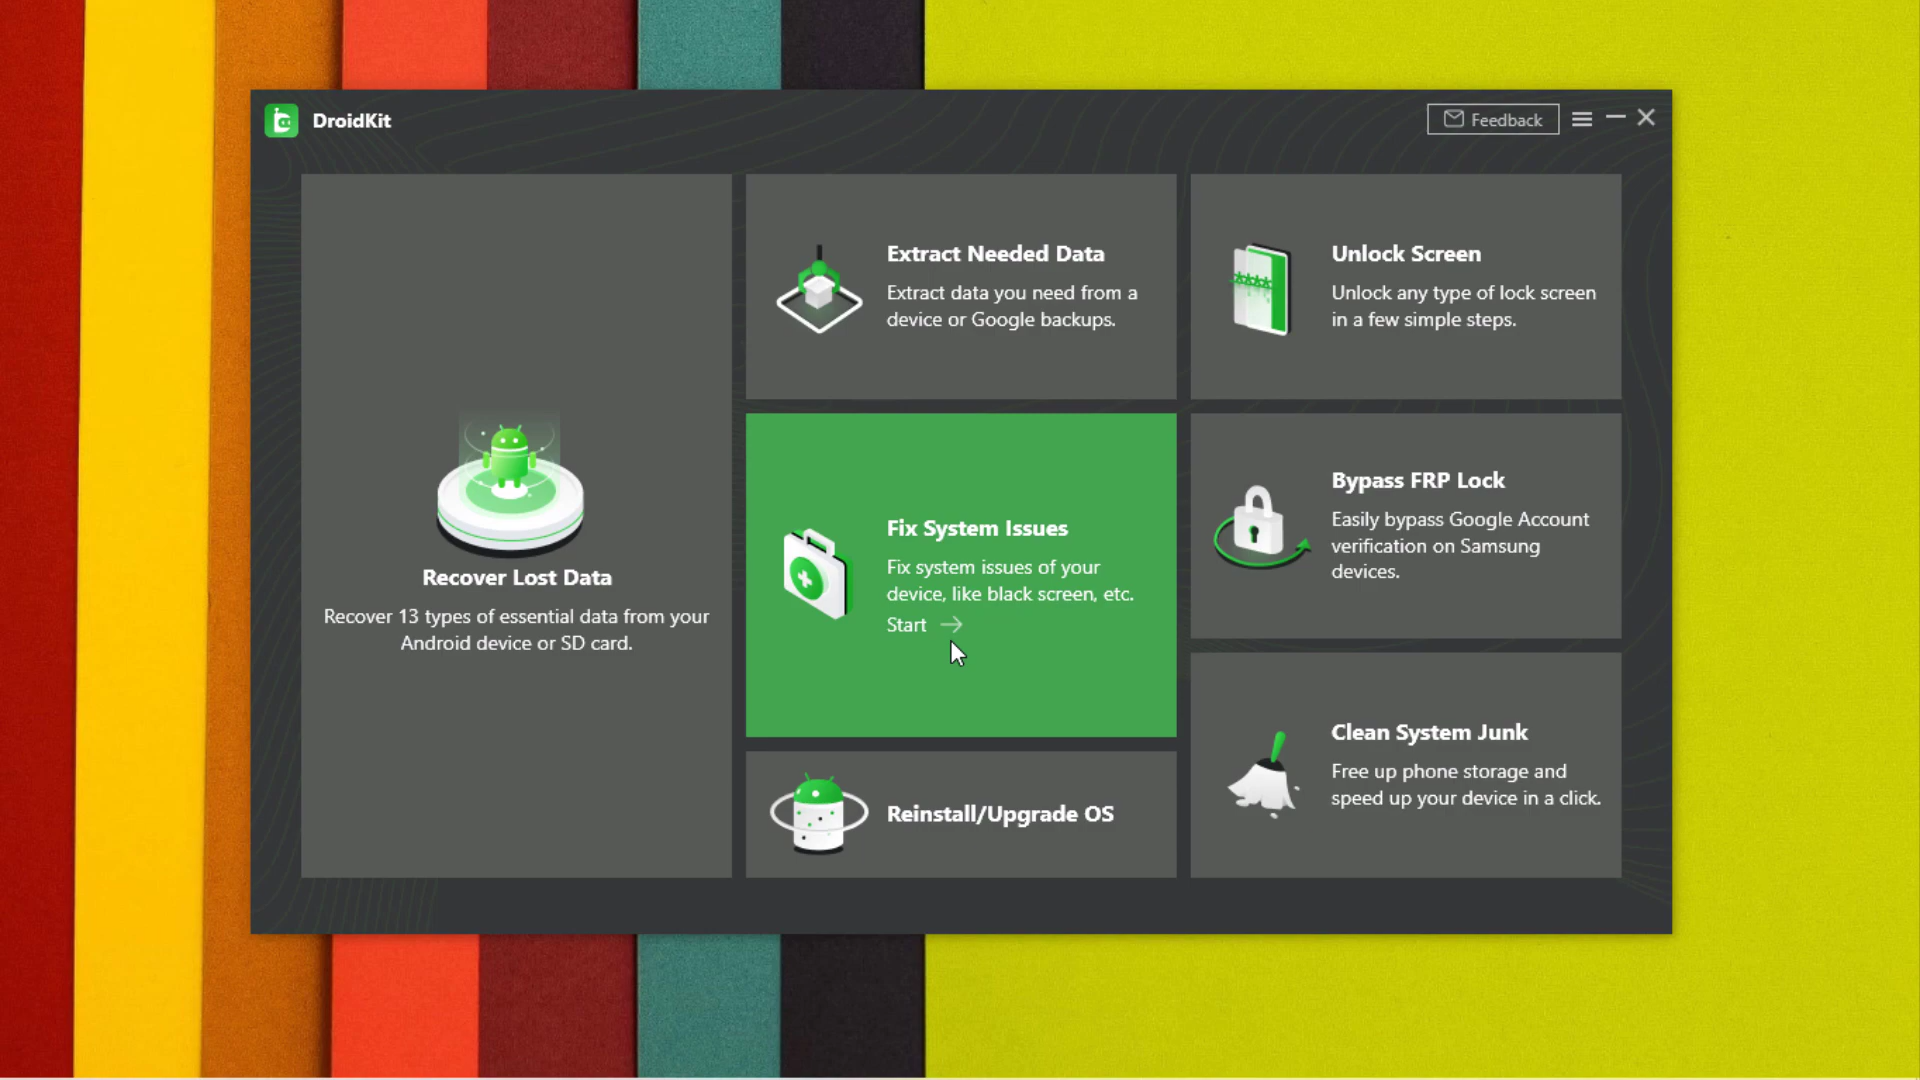 DroidKit
Feedback
Extract Needed Data
Extract data you need from a
device or Google backups.
Unlock Screen
Unlock any type of lock screen
in a few simple steps.
Recover Lost Data
Recover 13 types of essential data from your
Android device or SD card.
Fix System Issues
Fix system issues of your
device, like black screen, etc.
Start
Bypass FRP Lock
Easily bypass Google Account
verification on Samsung
devices.
Reinstall/Upgrade OS
Clean System Junk
Free up phone storage and
speed up your device in a click.